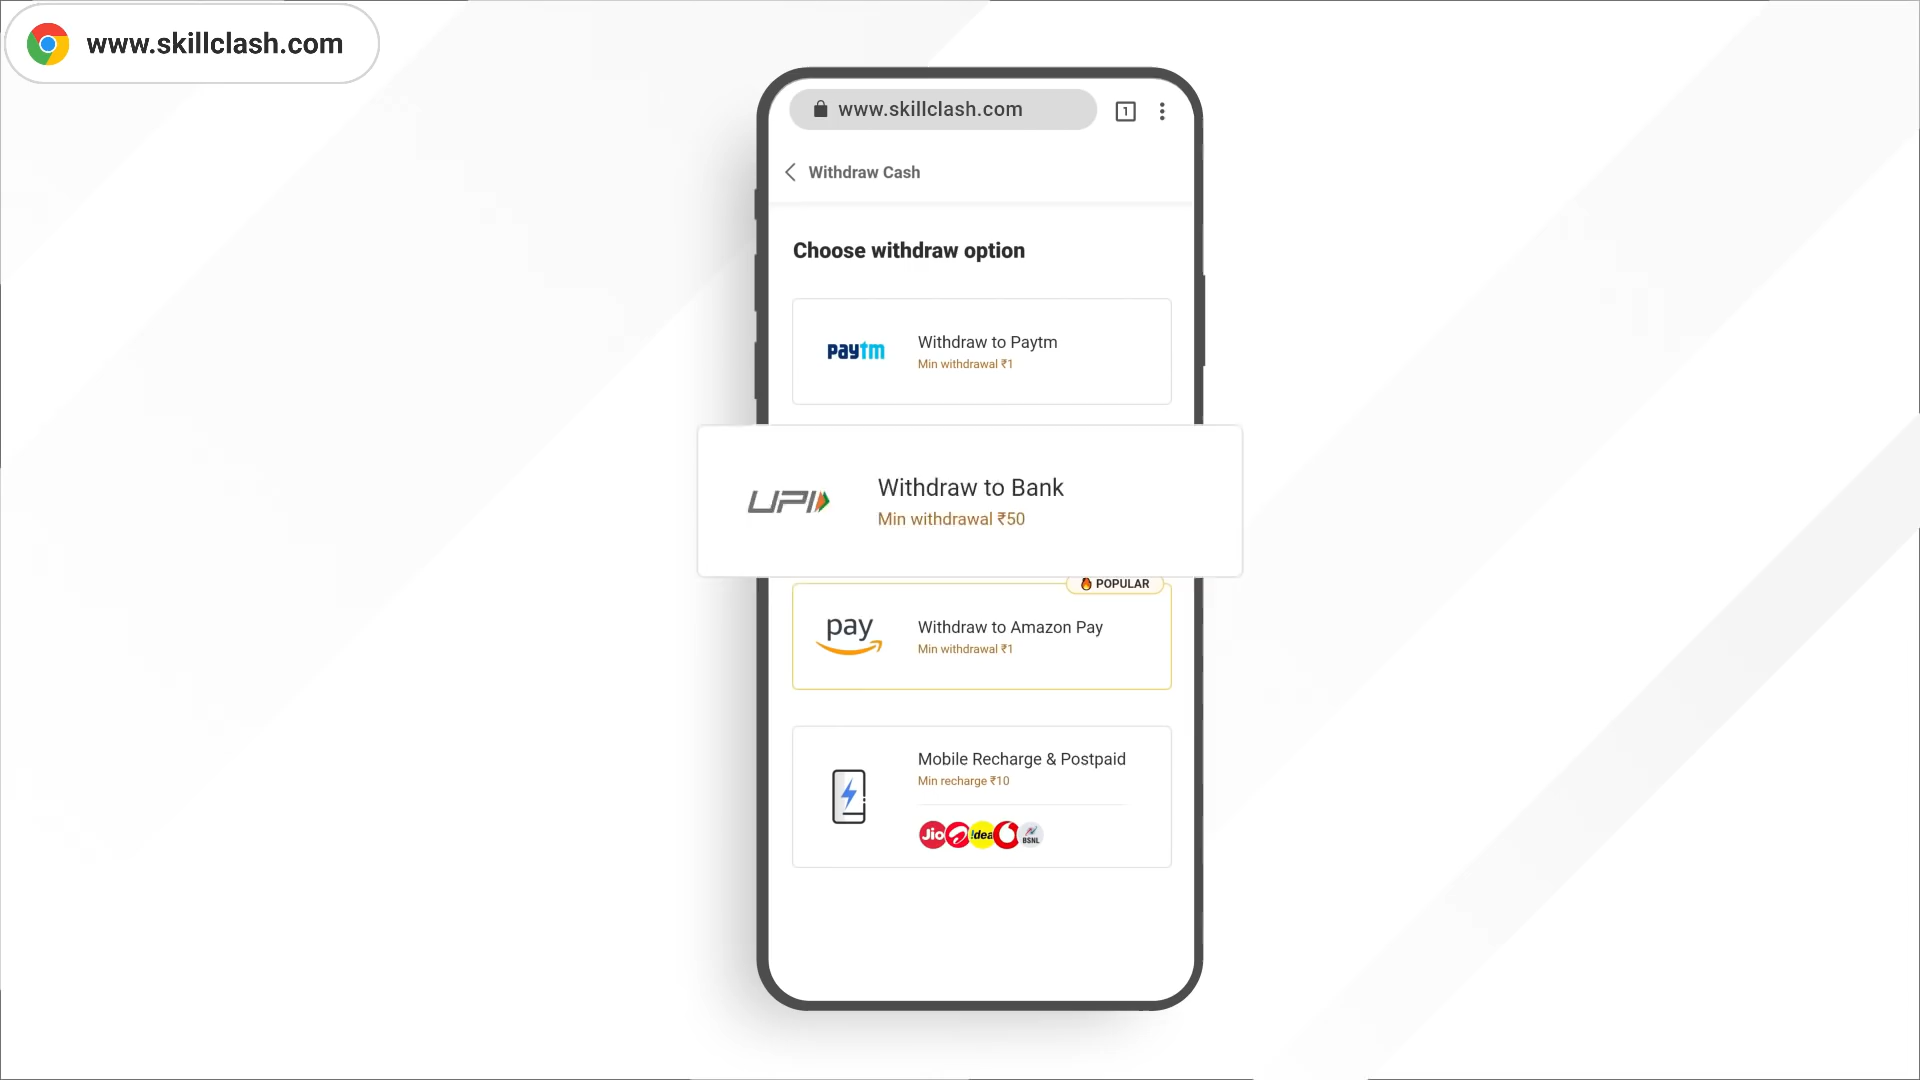 www.skillclash.com
www.skillclash.com
1
Withdraw Cash
Choose withdraw option
paytm
Withdraw to Paytm
Min withdrawal ₹1
UPI
Withdraw to Bank
Min withdrawal ₹50
POPULAR
pay
Withdraw to Amazon Pay
Min withdrawal ₹1
Mobile Recharge & Postpaid
Min recharge ₹10
Jio
!dea
BSNL